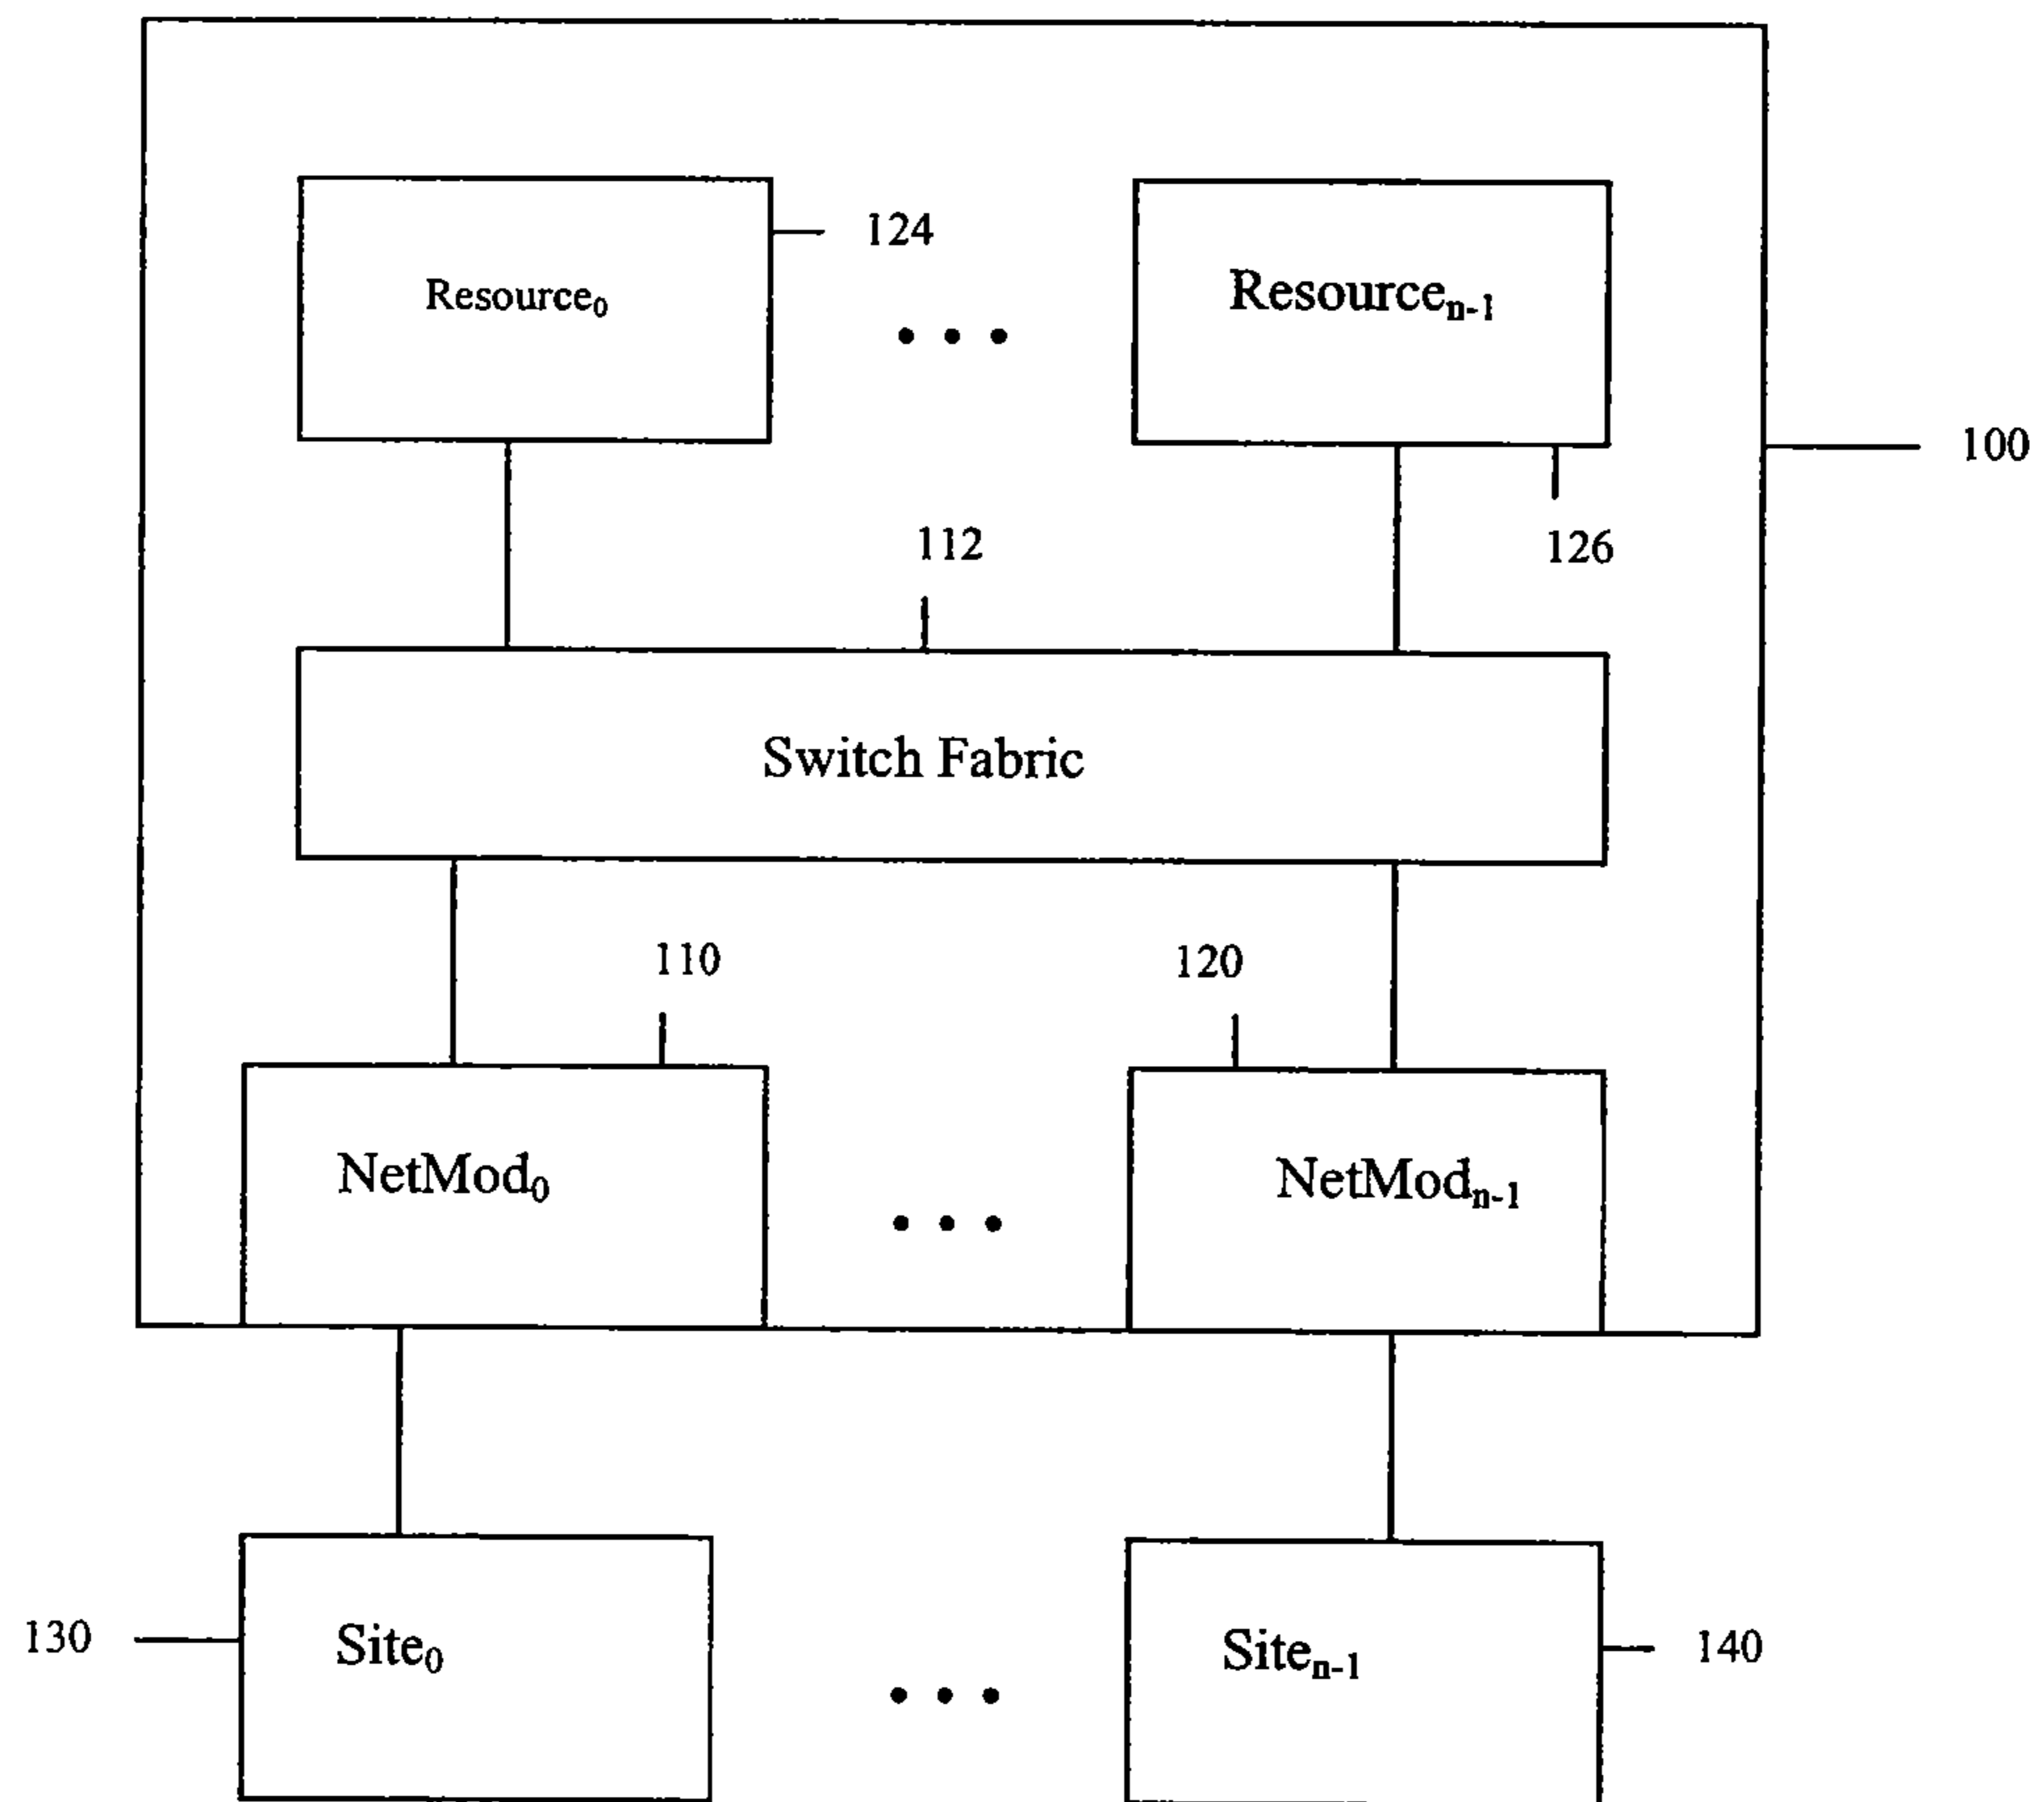 124
Resource₀
Resourceₙ₋₁
100
112
126
Switch Fabric
110
120
NetMod₀
NetModₙ₋₁
130
Site₀
Siteₙ₋₁
140